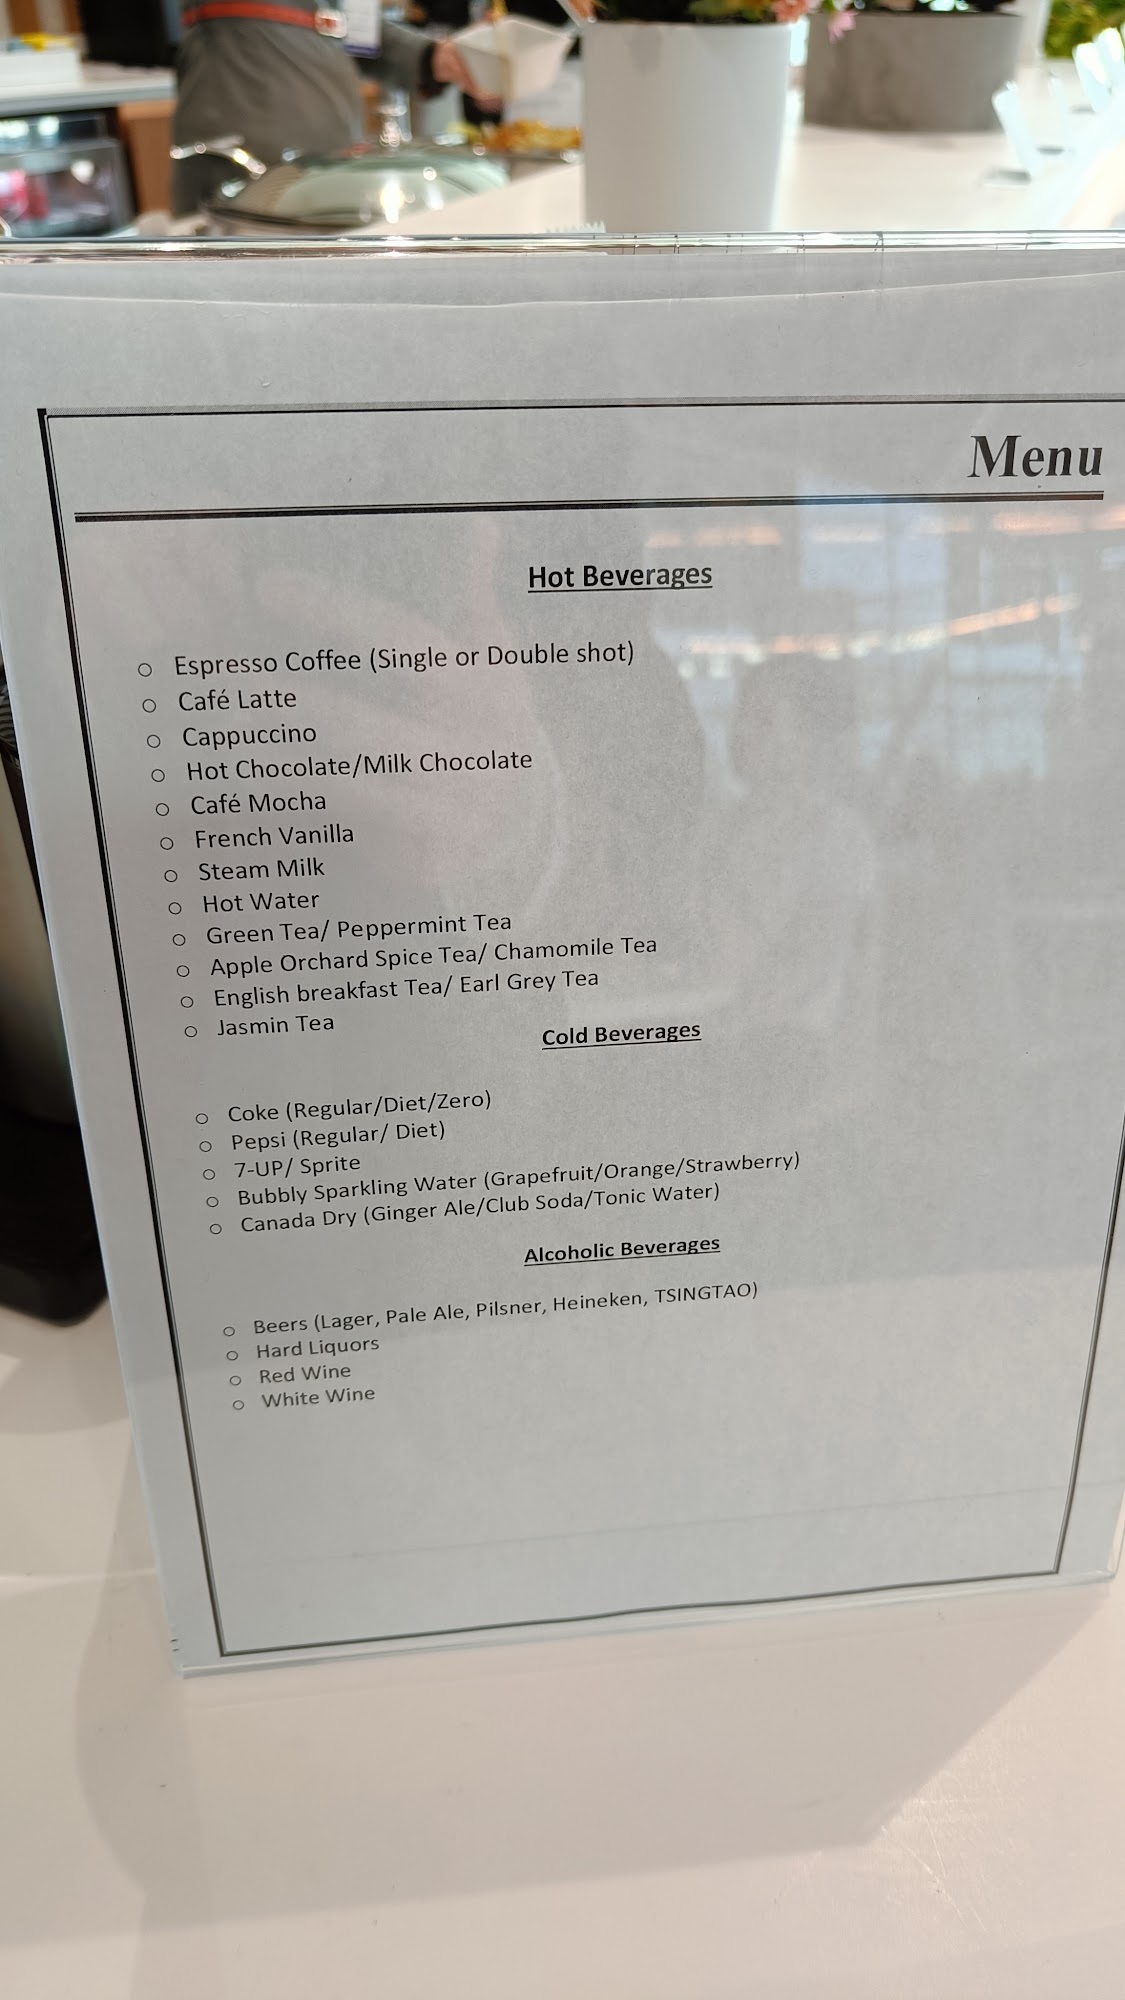 Menu
Hot Beverages
Espresso Coffee (Single or Double shot)
Café Latte
Cappuccino
Hot Chocolate/Milk Chocolate
Café Mocha
French Vanilla
Steam Milk
Hot Water
Green Tea/ Peppermint Tea
Apple Orchard Spice Tea/ Chamomile Tea
English breakfast Tea/ Earl Grey Tea
Jasmin Tea
Cold Beverages
Coke (Regular/Diet/Zero)
Pepsi (Regular/ Diet)
7-UP/ Sprite
Bubbly Sparkling Water (Grapefruit/Orange/Strawberry)
Canada Dry (Ginger Ale/Club Soda/Tonic Water)
Alcoholic Beverages
Beers (Lager, Pale Ale, Pilsner, Heineken, TSINGTAO)
Hard Liquors
Red Wine
White Wine